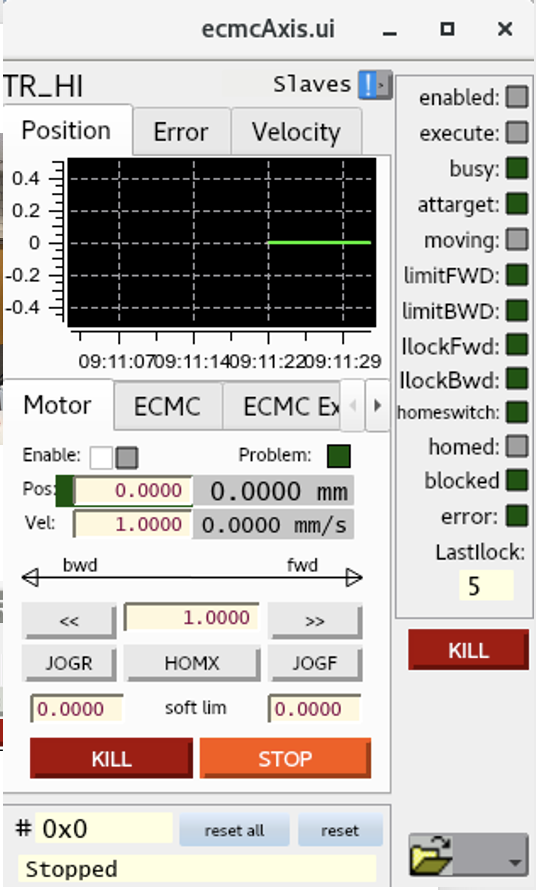 ecmcAxis.ui
TR_HI
Slaves !
Position Error Velocity
0.4
0.2
0
-0.2
-0.4
09:11:07 09:11:14 09:11:22 09:11:29
Motor ECMC ECMC Ex
Enable: Problem:
Pos: 0.0000 0.0000 mm
Vel: 1.0000 0.0000 mm/s
bwd fwd
<< 1.0000 >>
JOGR HOMX JOGF
0.0000 soft lim 0.0000
KILL STOP
# 0x0 reset all reset
Stopped
enabled:
execute:
busy:
attarget:
moving:
limitFWD:
limitBWD:
IlockFwd:
IlockBwd:
homeswitch:
homed:
blocked
error:
LastIlock:
5
KILL